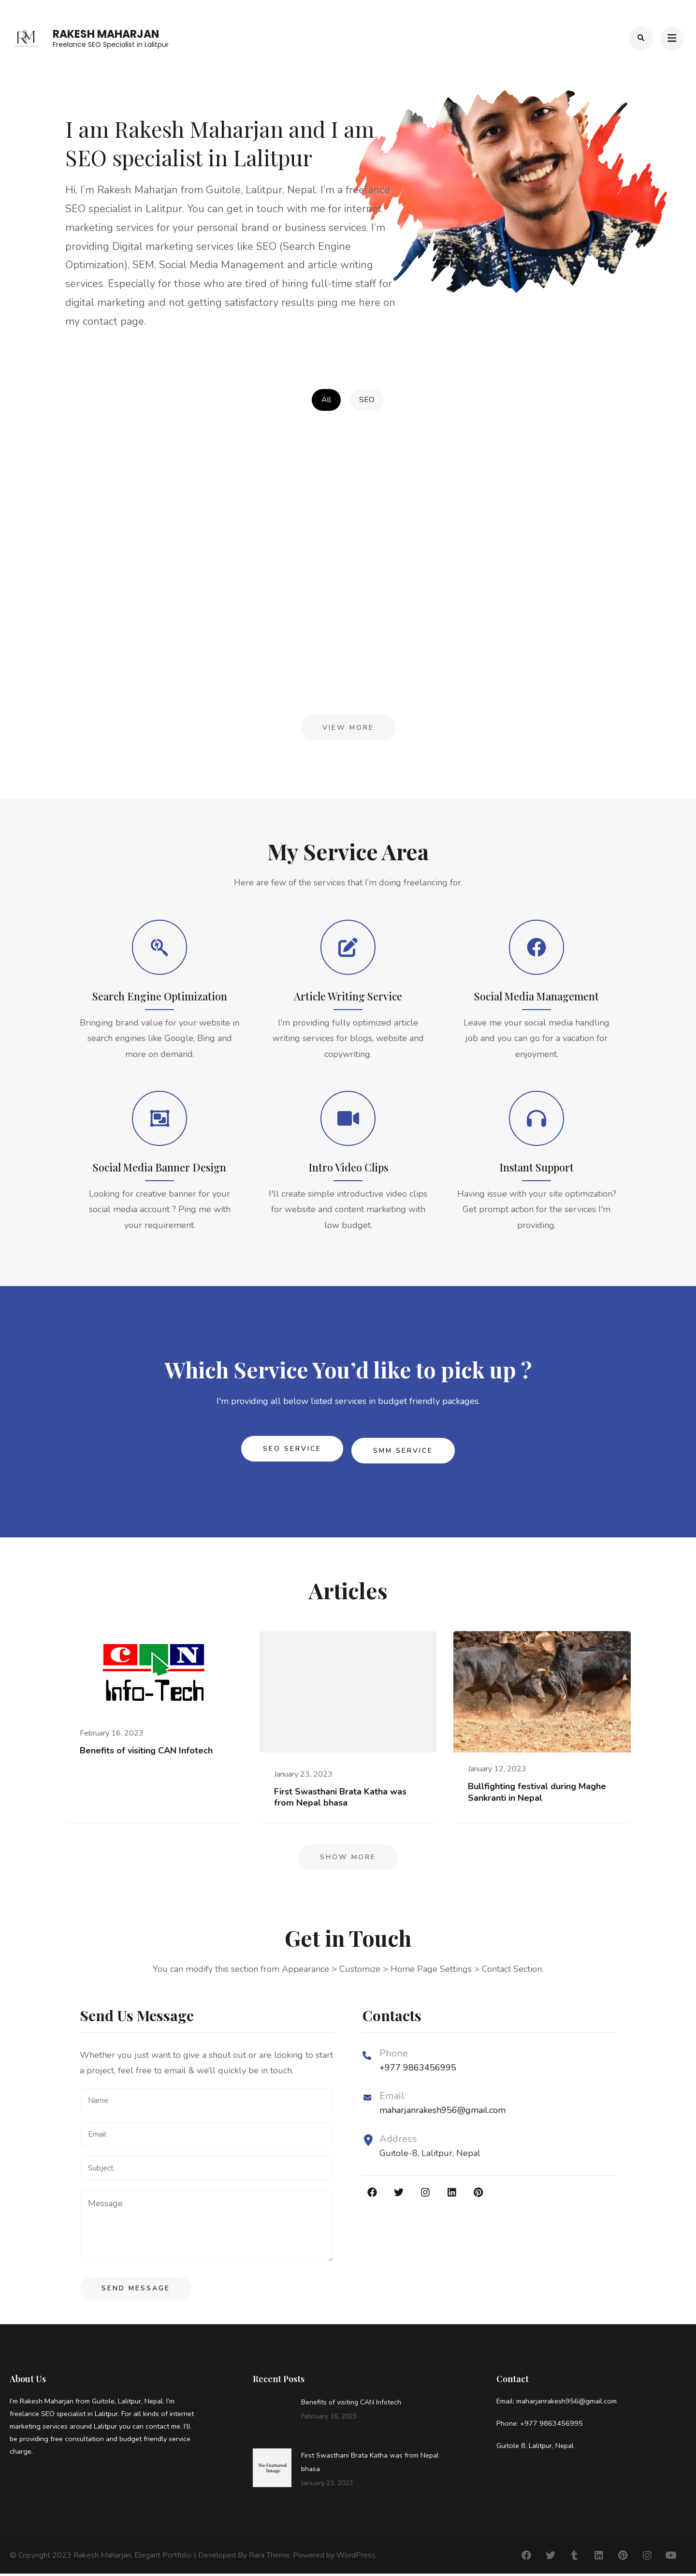 RM
RAKESH MAHARJAN
Freelance SEO Specialist in Lalitpur
I am Rakesh Maharjan and I am
SEO specialist in Lalitpur
Hi, I'm Rakesh Maharjan from Guitole, Lalitpur, Nepal. I'm a freelance
SEO specialist in Lalitpur. You can get in touch with me for internet
marketing services for your personal brand or business services. I'm
providing Digital marketing services like SEO (Search Engine
Optimization), SEM, Social Media Management and article writing
services. Especially for those who are tired of hiring full-time staff for
digital marketing and not getting satisfactory results ping me here on
my contact page.
All
SEO
VIEW MORE
My Service Area
Here are few of the services that I'm doing freelancing for.
Search Engine Optimization
Bringing brand value for your website in
search engines like Google, Bing and
more on demand.
Article Writing Service
I'm providing fully optimized article
writing services for blogs, website and
copywriting.
Social Media Management
Leave me your social media handling
job and you can go for a vacation for
enjoyment.
Social Media Banner Design
Looking for creative banner for your
social media account ? Ping me with
your requirement.
Intro Video Clips
I'll create simple introductive video clips
for website and content marketing with
low budget.
Instant Support
Having issue with your site optimization?
Get prompt action for the services I'm
providing.
Which Service You'd like to pick up ?
I'm providing all below listed services in budget friendly packages.
SEO SERVICE
SMM SERVICE
Articles
CAN
Info-Tech
February 16, 2023
Benefits of visiting CAN Infotech
January 23, 2023
First Swasthani Brata Katha was
from Nepal bhasa
January 12, 2023
Bullfighting festival during Maghe
Sankranti in Nepal
SHOW MORE
Get in Touch
You can modify this section from Appearance > Customize > Home Page Settings > Contact Section.
Send Us Message
Whether you just want to give a shout out or are looking to start
a project, feel free to email & we'll quickly be in touch.
Name
Email
Subject
Message
SEND MESSAGE
Contacts
Phone
+977 9863456995
Email
maharjanrakesh956@gmail.com
Address
Guitole-8, Lalitpur, Nepal
About Us
I'm Rakesh Maharjan from Guitole, Lalitpur, Nepal. I'm
freelance SEO specialist in Lalitpur. For all kinds of internet
marketing services around Lalitpur you can contact me. I'll
be providing free consultation and budget friendly service
charge.
Recent Posts
Benefits of visiting CAN Infotech
February 16, 2023
No Featured
Image
First Swasthani Brata Katha was from Nepal
bhasa
January 23, 2023
Contact
Email: maharjanrakesh956@gmail.com
Phone: +977 9863456995
Guitole 8, Lalitpur, Nepal
© Copyright 2023 Rakesh Maharjan. Elegant Portfolio | Developed By Rara Theme. Powered by WordPress.